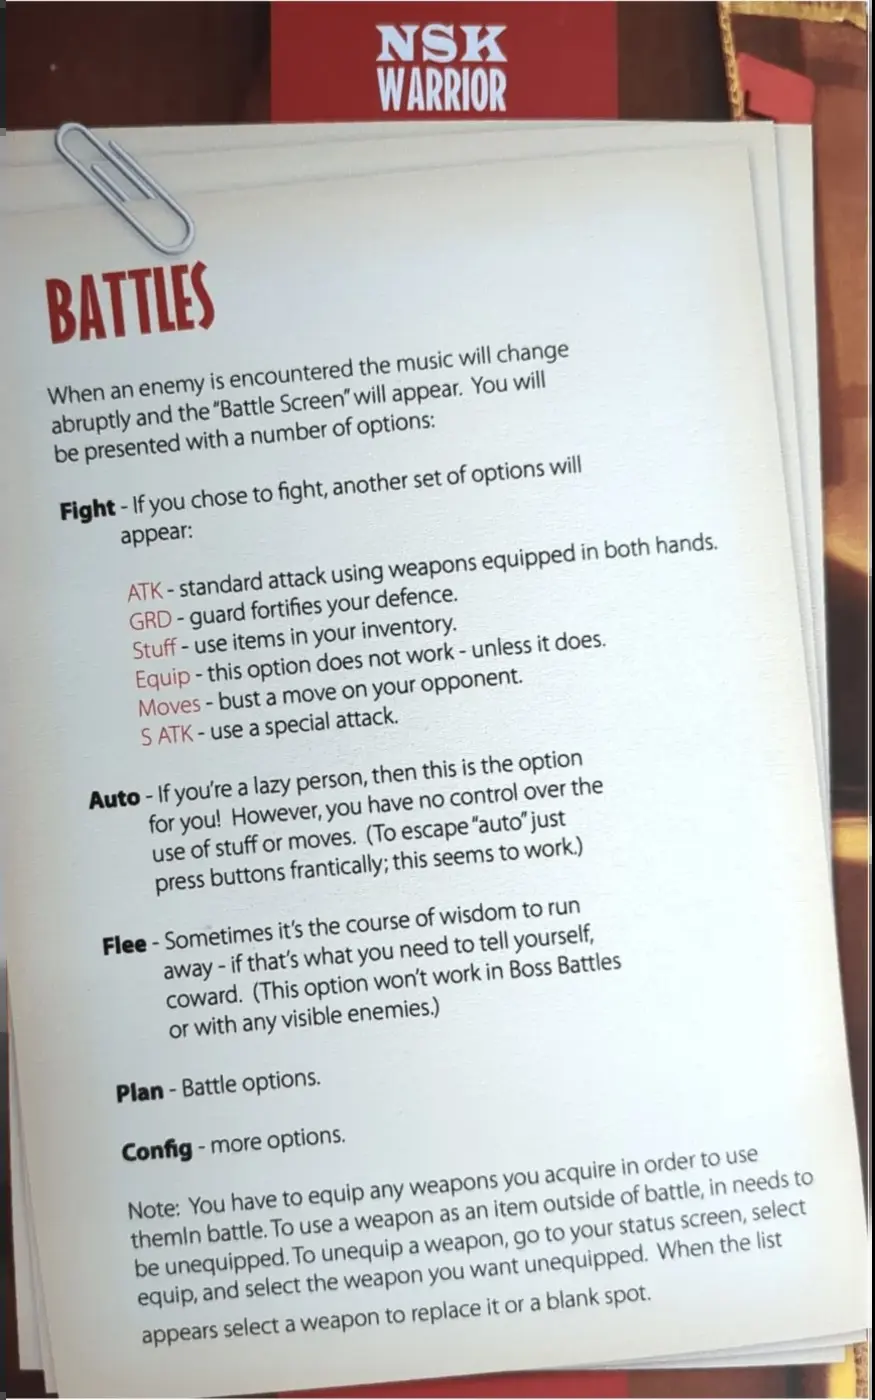 NSK
WARRIOR
BATTLES
When an enemy is encountered the music will change
abruptly and the "Battle Screen" will appear. You will
be presented with a number of options:
Fight - If you chose to fight, another set of options will
appear:
ATK - standard attack using weapons equipped in both hands.
GRD - guard fortifies your defence.
Stuff - use items in your inventory.
Equip - this option does not work - unless it does.
Moves - bust a move on your opponent.
S ATK - use a special attack.
Auto - If you're a lazy person, then this is the option
for you! However, you have no control over the
use of stuff or moves. (To escape "auto" just
press buttons frantically; this seems to work.)
Flee - Sometimes it's the course of wisdom to run
away - if that's what you need to tell yourself,
coward. (This option won't work in Boss Battles
or with any visible enemies.)
Plan - Battle options.
Config - more options.
Note: You have to equip any weapons you acquire in order to use
themIn battle. To use a weapon as an item outside of battle, in needs to
be unequipped. To unequip a weapon, go to your status screen, select
equip, and select the weapon you want unequipped. When the list
appears select a weapon to replace it or a blank spot.